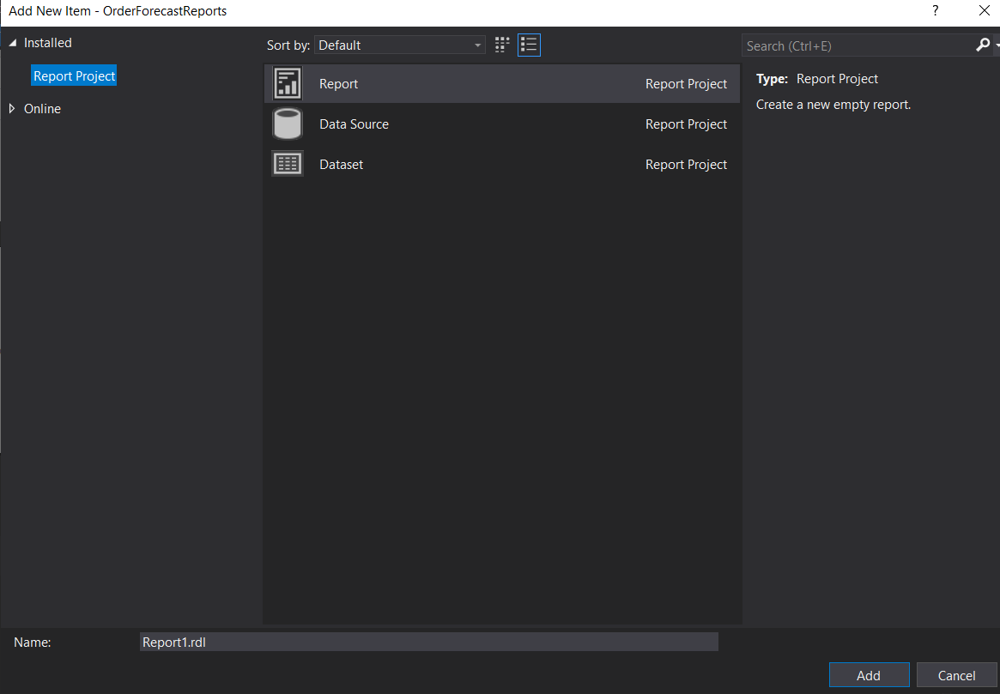 Add New Item - OrderForecastReports
?
Installed
Report Project
Online
Sort by: Default
Search (Ctrl+E)
Report Report Project
Data Source Report Project
Dataset Report Project
Type: Report Project
Create a new empty report.
Name: Report1.rdl
Add Cancel